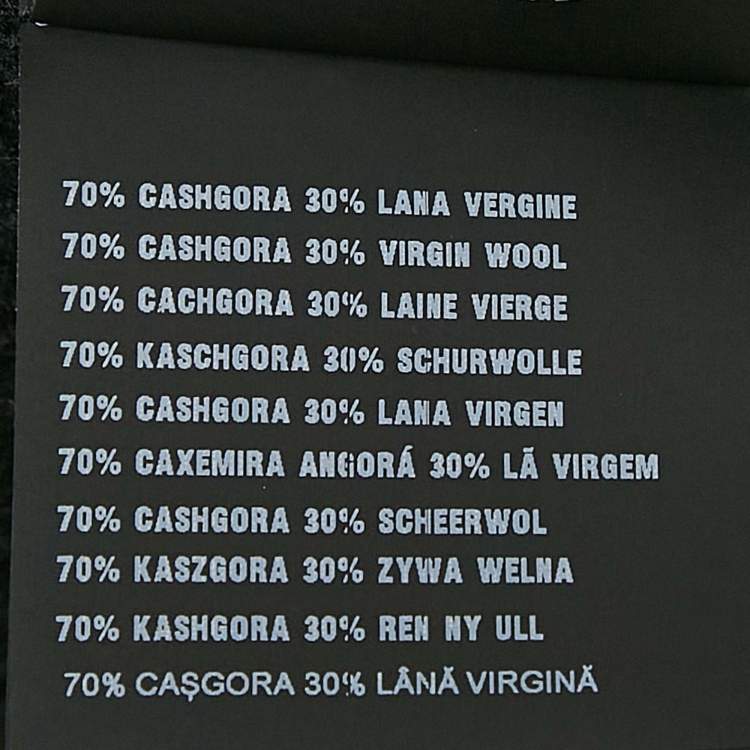 70% CASHGORA 30% LANA VERGINE
70% CASHGORA 30% VIRGIN WOOL
70% CACHGORA 30% LAINE VIERGE
70% KASCHGORA 30% SCHURWOLLE
70% CASHGORA 30% LANA VIRGEN
70% CAXEMIRA ANGORÁ 30% LÃ VIRGEM
70% CASHGORA 30% SCHEERWOL
70% KASZGORA 30% ZYWA WELNA
70% KASHGORA 30% REN NY ULL
70% CAŞGORA 30% LÂNĂ VIRGINĂ